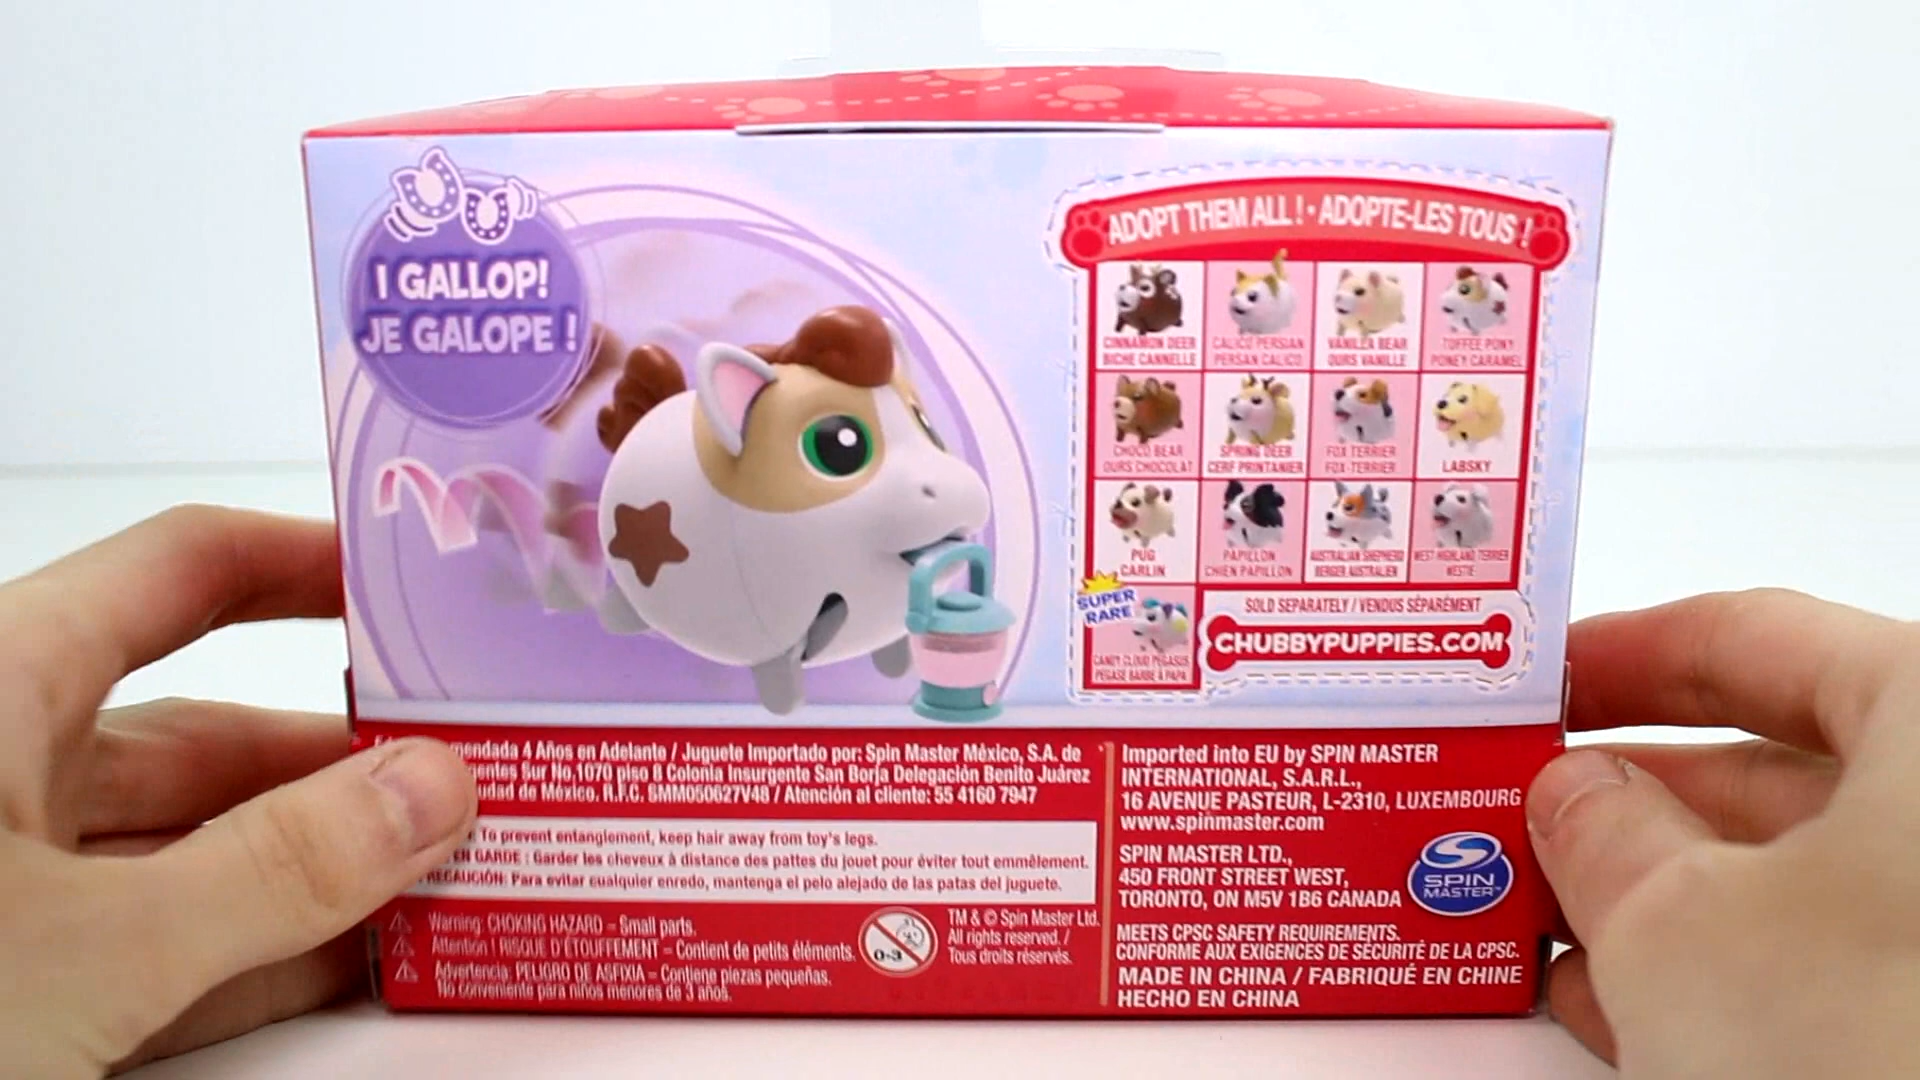 I GALLOP!
JE GALOPE !
ADOPT THEM ALL ! • ADOPTE-LES TOUS !
CINNAMON DEER
BICHE CANNELLE
CALICO PERSIAN
PERSAN CALICO
VANILLA BEAR
OURS VANILLE
TOFFEE PONY
PONEY CARAMEL
CHOCO BEAR
OURS CHOCOLAT
SPRING DEER
CERF PRINTANIER
FOX TERRIER
FOX-TERRIER
LABSKY
PUG
CARLIN
PAPILLON
CHIEN PAPILLON
AUSTRALIAN SHEPHERD
BERGER AUSTRALIEN
WEST HIGHLAND TERRIER
WESTIE
SUPER
RARE
CANDY CLOUD PEGASUS
PEGASE BARBE À PAPA
SOLD SEPARATELY / VENDUS SÉPARÉMENT
CHUBBYPUPPIES.COM
4 Años en Adelante / Juguete Importado por: Spin Master México, S.A. de
Sur No.1070 piso 8 Colonia Insurgente San Borja Delegación Benito Juárez
de México. R.F.C. SMM050627V48 / Atención al cliente: 55 4160 7947
To prevent entanglement, keep hair away from toy's legs.
EN GARDE : Garder les cheveux à distance des pattes du jouet pour éviter tout emmêlement.
Para evitar cualquier enredo, mantenga el pelo alejado de las patas del juguete.
Warning: CHOKING HAZARD – Small parts.
Attention ! RISQUE D'ÉTOUFFEMENT – Contient de petits éléments.
Advertencia: PELIGRO DE ASFIXIA – Contiene piezas pequeñas.
No conveniente para niños menores de 3 años.
0-3
TM & © Spin Master Ltd.
All rights reserved. /
Tous droits réservés.
Imported into EU by SPIN MASTER
INTERNATIONAL, S.A.R.L.,
16 AVENUE PASTEUR, L-2310, LUXEMBOURG
www.spinmaster.com
SPIN MASTER LTD.,
450 FRONT STREET WEST,
TORONTO, ON M5V 1B6 CANADA
SPIN
MASTER™
MEETS CPSC SAFETY REQUIREMENTS.
CONFORME AUX EXIGENCES DE SÉCURITÉ DE LA CPSC.
MADE IN CHINA / FABRIQUÉ EN CHINE
HECHO EN CHINA